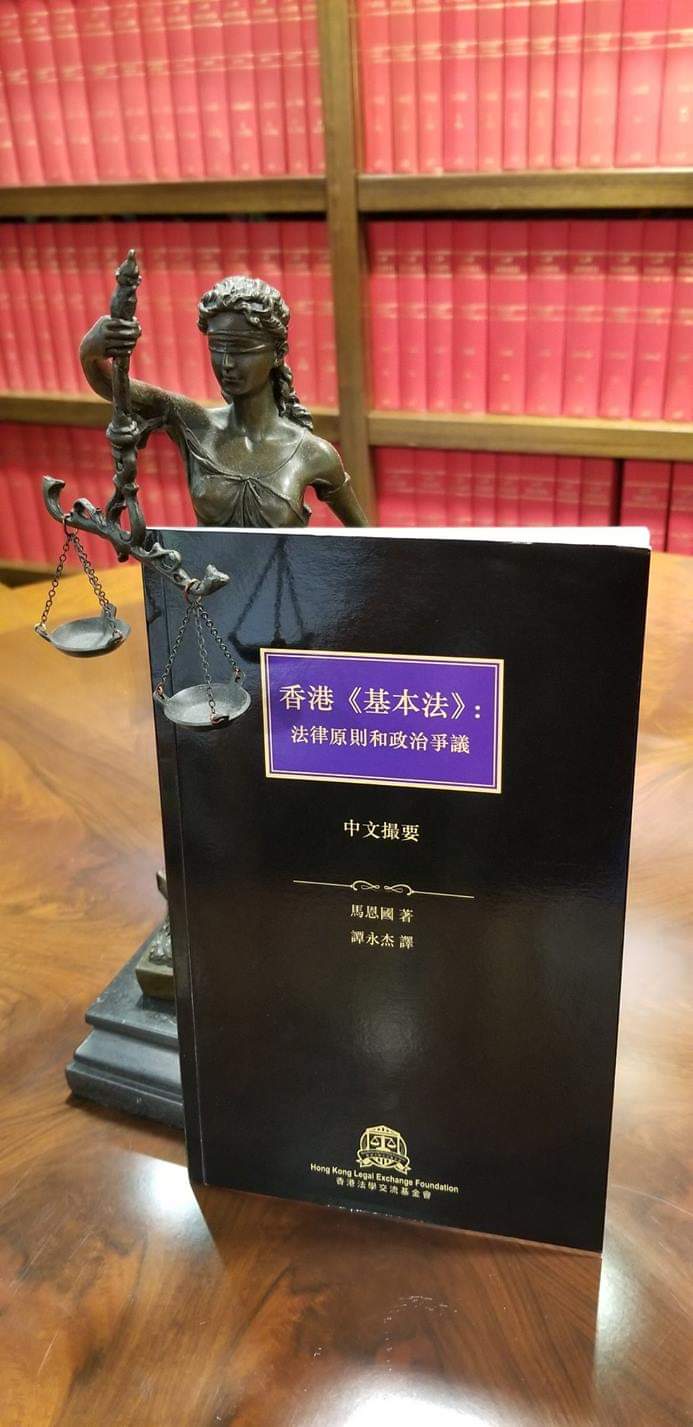 香港《基本法》:
法律原則和政治爭議
中文撮要
馬恩國 著
譚永杰 譯
Hong Kong Legal Exchange Foundation
香港法學交流基金會